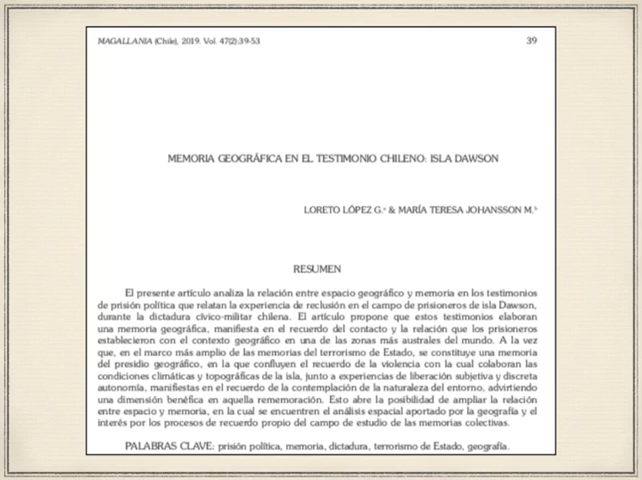 MAGALLANIA (Chile), 2019. Vol. 47(2):39-53
39
MEMORIA GEOGRÁFICA EN EL TESTIMONIO CHILENO: ISLA DAWSON
LORETO LÓPEZ G.ᵃ & MARÍA TERESA JOHANSSON M.ᵇ
RESUMEN
El presente artículo analiza la relación entre espacio geográfico y memoria en los testimonios
de prisión política que relatan la experiencia de reclusión en el campo de prisioneros de isla Dawson,
durante la dictadura cívico-militar chilena. El artículo propone que estos testimonios elaboran
una memoria geográfica, manifiesta en el recuerdo del contacto y la relación que los prisioneros
establecieron con el contexto geográfico en una de las zonas más australes del mundo. A la vez
que, en el marco más amplio de las memorias del terrorismo de Estado, se constituye una memoria
del presidio geográfico, en la que confluyen el recuerdo de la violencia con la cual colaboran las
condiciones climáticas y topográficas de la isla, junto a experiencias de liberación subjetiva y discreta
autonomía, manifiestas en el recuerdo de la contemplación de la naturaleza del entorno, advirtiendo
una dimensión benéfica en aquella rememoración. Esto abre la posibilidad de ampliar la relación
entre espacio y memoria, en la cual se encuentren el análisis espacial aportado por la geografía y el
interés por los procesos de recuerdo propio del campo de estudio de las memorias colectivas.
PALABRAS CLAVE: prisión política, memoria, dictadura, terrorismo de Estado, geografía.